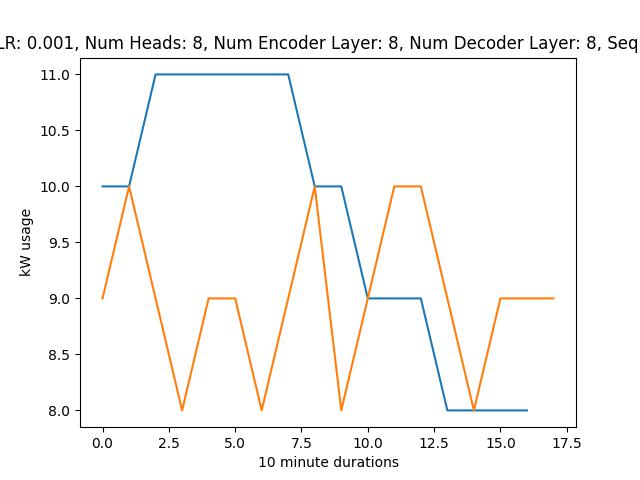 LR: 0.001, Num Heads: 8, Num Encoder Layer: 8, Num Decoder Layer: 8, Seq
11.0
10.5
10.0
9.5
9.0
8.5
8.0
kW usage
0.0 2.5 5.0 7.5 10.0 12.5 15.0 17.5
10 minute durations